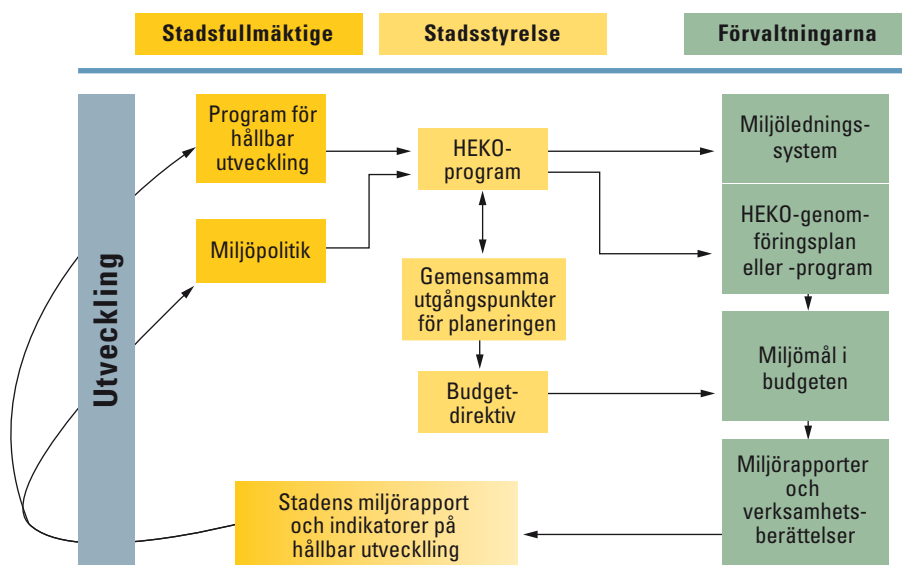 Stadsfullmäktige
Stadsstyrelse
Förvaltningarna
Utveckling
Program för
hållbar
utveckling
Miljöpolitik
HEKO-
program
Gemensamma
utgångspunkter
för planeringen
Budget-
direktiv
Miljölednings-
system
HEKO-genom-
föringsplan
eller -program
Miljömål i
budgeten
Miljörapporter
och
verksamhets-
berättelser
Stadens miljörapport
och indikatorer på
hållbar utvecklling